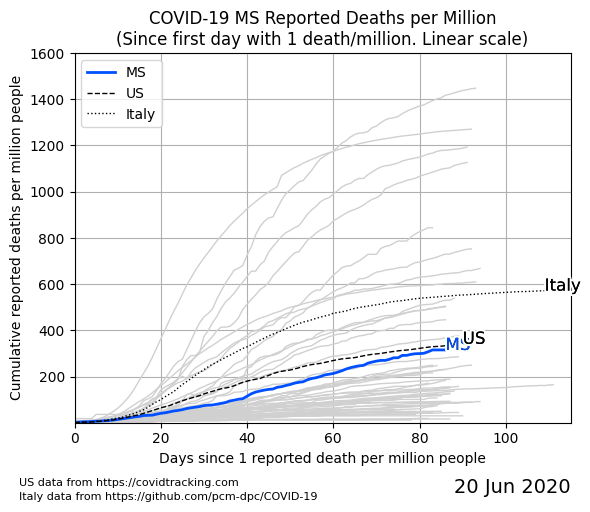 COVID-19 MS Reported Deaths per Million
(Since first day with 1 death/million. Linear scale)
Cumulative reported deaths per million people
1600
1400
1200
1000
800
600
400
200
MS
US
Italy
Italy
US
MS
0
20
40
60
80
100
Days since 1 reported death per million people
US data from https://covidtracking.com
Italy data from https://github.com/pcm-dpc/COVID-19
20 Jun 2020